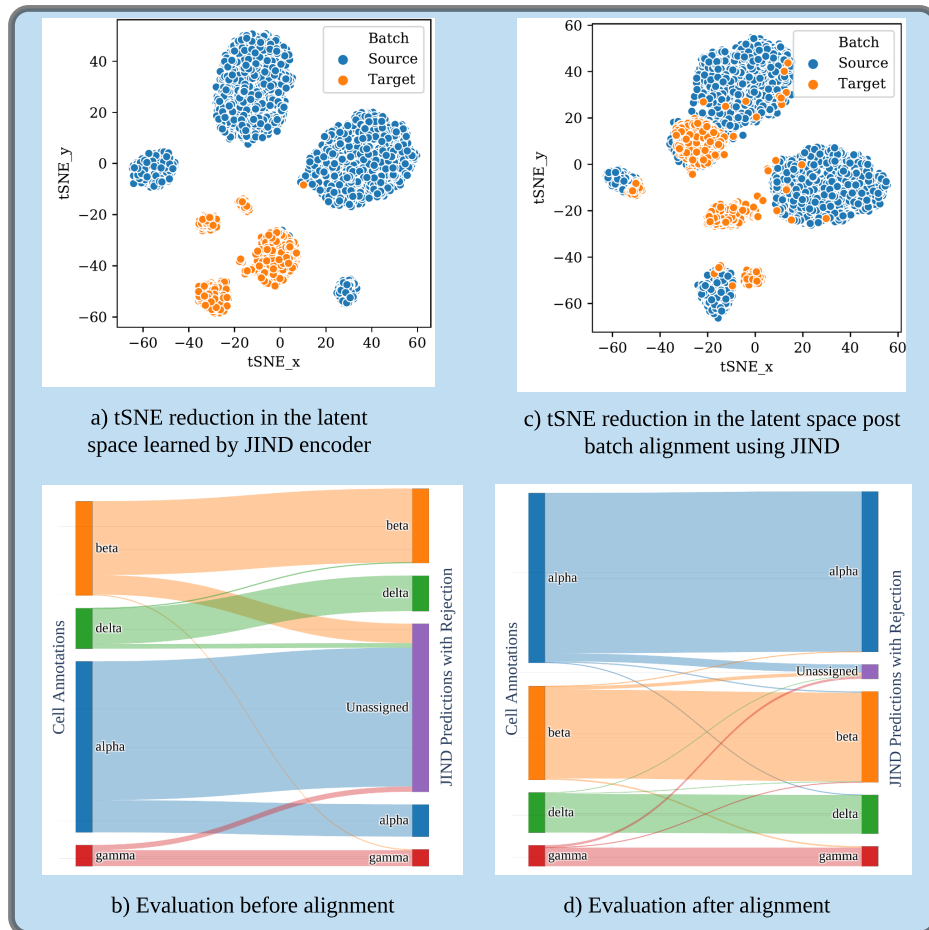 Batch
Source
Target
40
20
0
−20
−40
−60
tSNE_y
−60 −40 −20 0 20 40 60
tSNE_x
a) tSNE reduction in the latent
space learned by JIND encoder
Batch
Source
Target
60
40
20
0
−20
−40
−60
tSNE_y
−60 −40 −20 0 20 40 60
tSNE_x
c) tSNE reduction in the latent space post
batch alignment using JIND
Cell Annotations
beta
delta
alpha
gamma
beta
delta
Unassigned
alpha
gamma
JIND Predictions with Rejection
b) Evaluation before alignment
Cell Annotations
alpha
beta
delta
gamma
alpha
Unassigned
beta
delta
gamma
JIND Predictions with Rejection
d) Evaluation after alignment